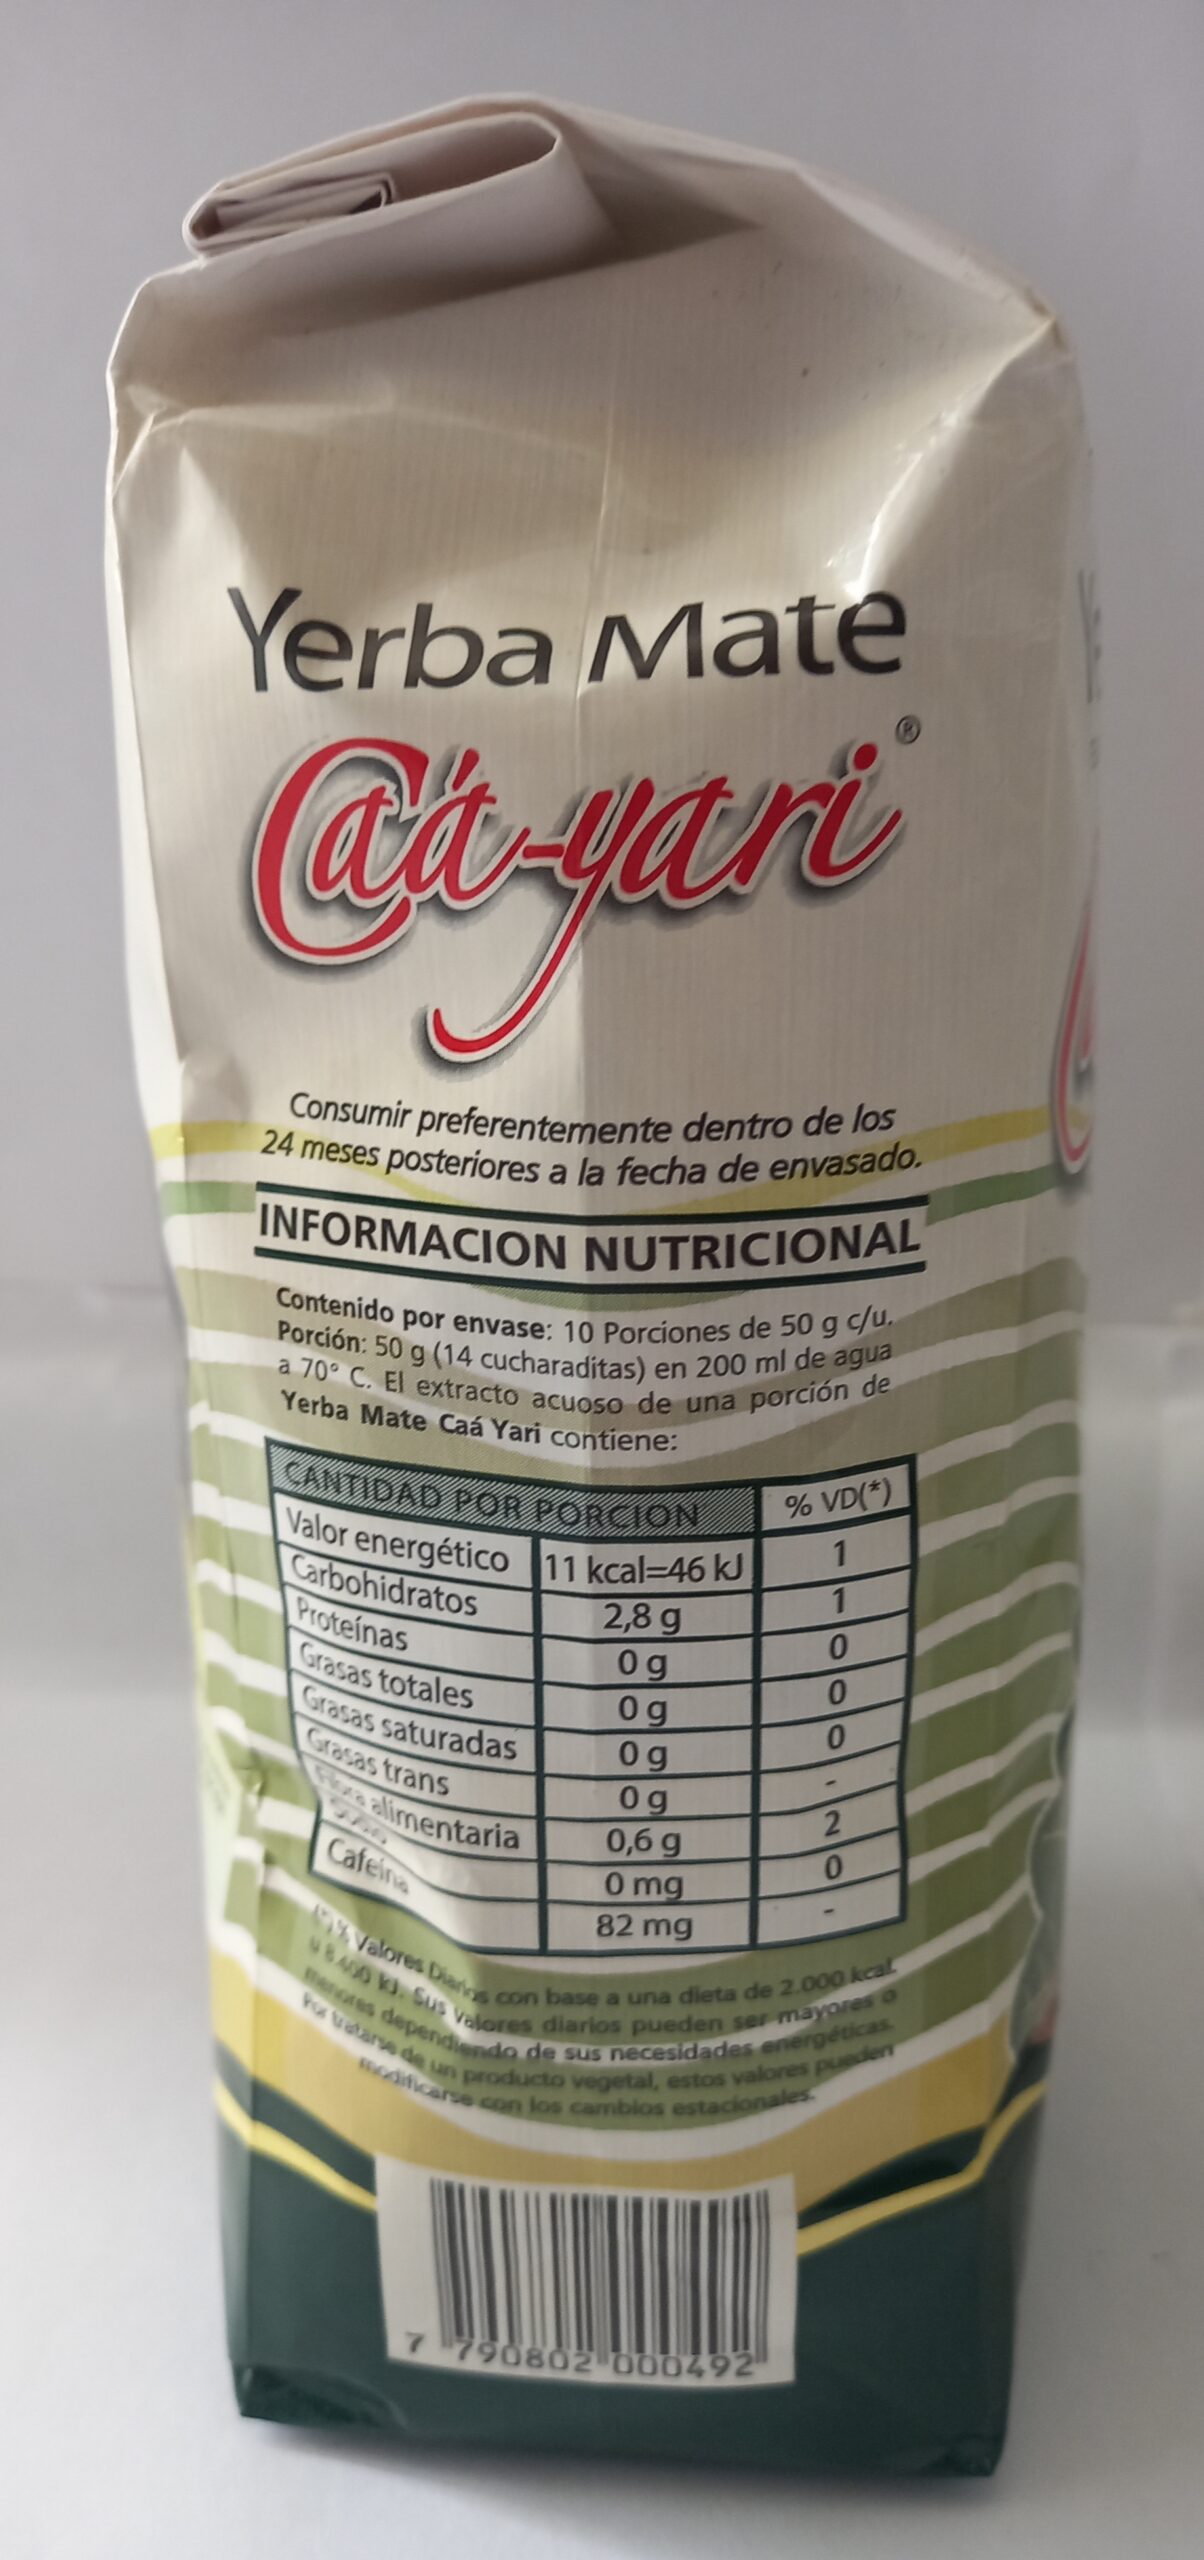 Yerba Mate
Caá-yari®
Consumir preferentemente dentro de los
24 meses posteriores a la fecha de envasado.
INFORMACION NUTRICIONAL
Contenido por envase: 10 Porciones de 50 g c/u.
Porción: 50 g (14 cucharaditas) en 200 ml de agua
a 70° C. El extracto acuoso de una porción de
Yerba Mate Caá Yari contiene:
CANTIDAD POR PORCION % VD(*)
Valor energético 11 kcal=46 kJ 1
Carbohidratos 2,8 g 1
Proteínas 0 g 0
Grasas totales 0 g 0
Grasas saturadas 0 g 0
Grasas trans 0 g -
Fibra alimentaria 0,6 g 2
0 mg 0
Cafeína 82 mg -
% Valores Diarios con base a una dieta de 2.000 kcal
u 8.400 kJ. Sus valores diarios pueden ser mayores o
menores dependiendo de sus necesidades energéticas.
Por tratarse de un producto vegetal, estos valores pueden
modificarse con los cambios estacionales.
7 790802 000492